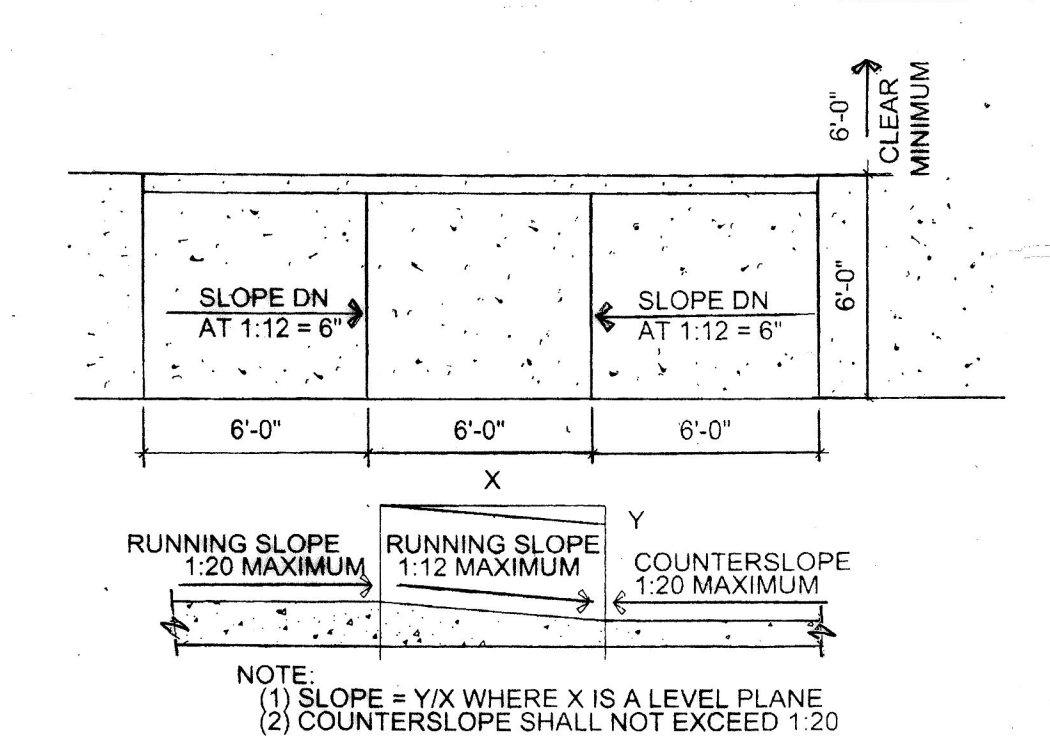 6'-0"
CLEAR
MINIMUM
SLOPE DN
AT 1:12 = 6"
SLOPE DN
AT 1:12 = 6"
6'-0"
6'-0"
6'-0"
6'-0"
X
Y
RUNNING SLOPE
1:20 MAXIMUM
RUNNING SLOPE
1:12 MAXIMUM
COUNTERSLOPE
1:20 MAXIMUM
NOTE:
(1) SLOPE = Y/X WHERE X IS A LEVEL PLANE
(2) COUNTERSLOPE SHALL NOT EXCEED 1:20